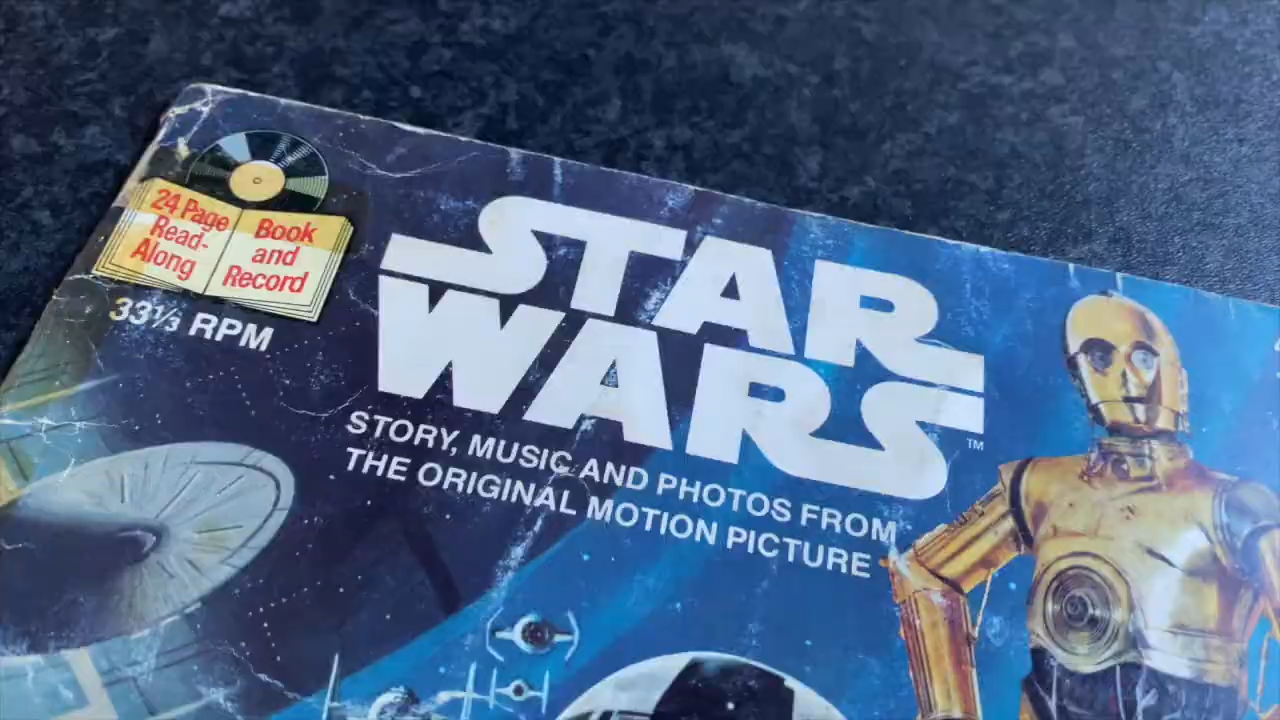 24 Page
Read-
Along
Book
and
Record
33⅓ RPM
STAR
WARS
TM
STORY, MUSIC AND PHOTOS FROM
THE ORIGINAL MOTION PICTURE